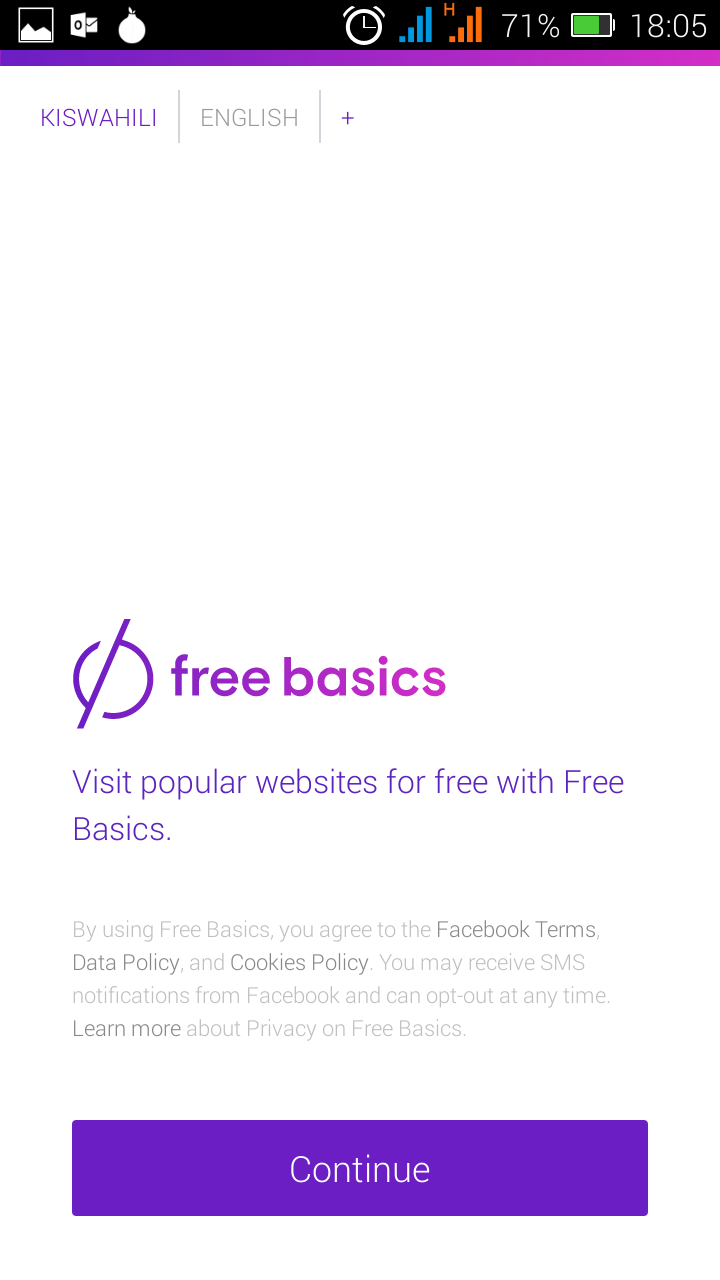 H 71% 18:05
KISWAHILI ENGLISH +
free basics
Visit popular websites for free with Free
Basics.
By using Free Basics, you agree to the Facebook Terms,
Data Policy, and Cookies Policy. You may receive SMS
notifications from Facebook and can opt-out at any time.
Learn more about Privacy on Free Basics.
Continue